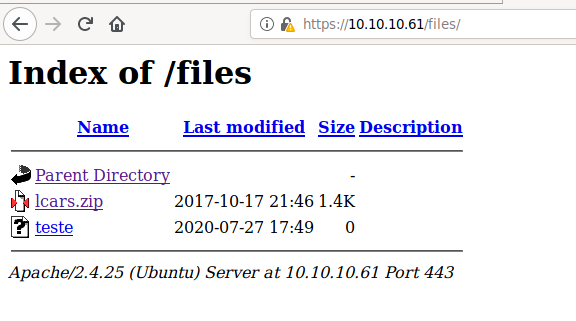 https://10.10.10.61/files/
Index of /files
Name Last modified Size Description
Parent Directory -
lcars.zip 2017-10-17 21:46 1.4K
teste 2020-07-27 17:49 0
Apache/2.4.25 (Ubuntu) Server at 10.10.10.61 Port 443